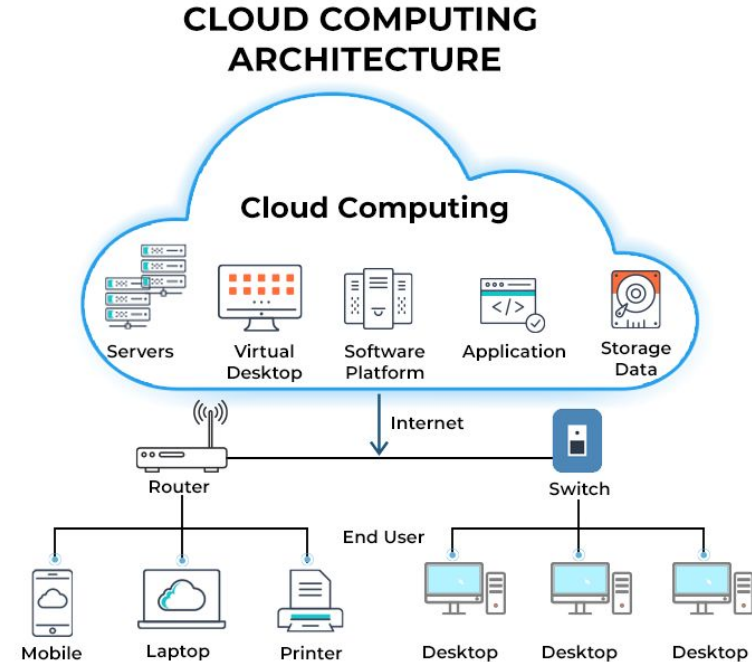 CLOUD COMPUTING
ARCHITECTURE
Cloud Computing
Servers
Virtual
Desktop
Software
Platform
</>
Application
Storage
Data
Internet
Router
Switch
End User
Mobile
Laptop
Printer
Desktop
Desktop
Desktop